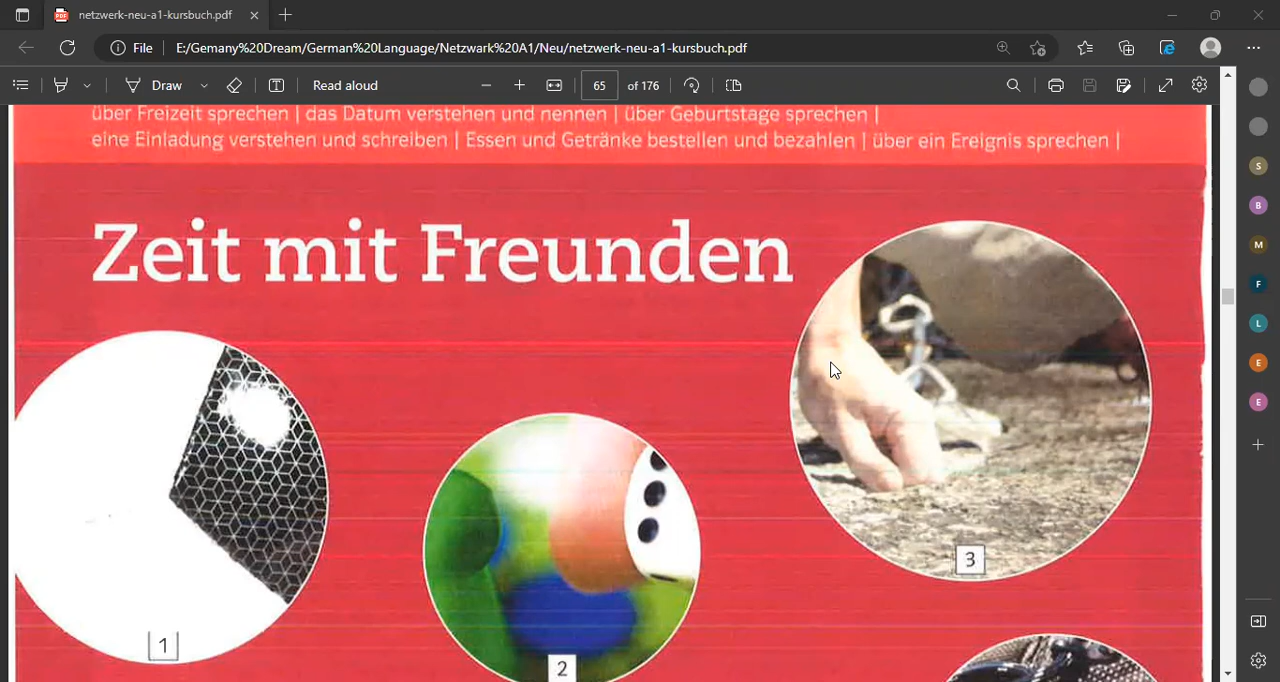 netzwerk-neu-a1-kursbuch.pdf
File | E:/Gemany%20Dream/German%20Language/Netzwark%20A1/Neu/netzwerk-neu-a1-kursbuch.pdf
Draw
Read aloud
65 of 176
über Freizeit sprechen | das Datum verstehen und nennen | über Geburtstage sprechen |
eine Einladung verstehen und schreiben | Essen und Getränke bestellen und bezahlen | über ein Ereignis sprechen |
Zeit mit Freunden
1
2
3
S
B
M
F
L
E
E